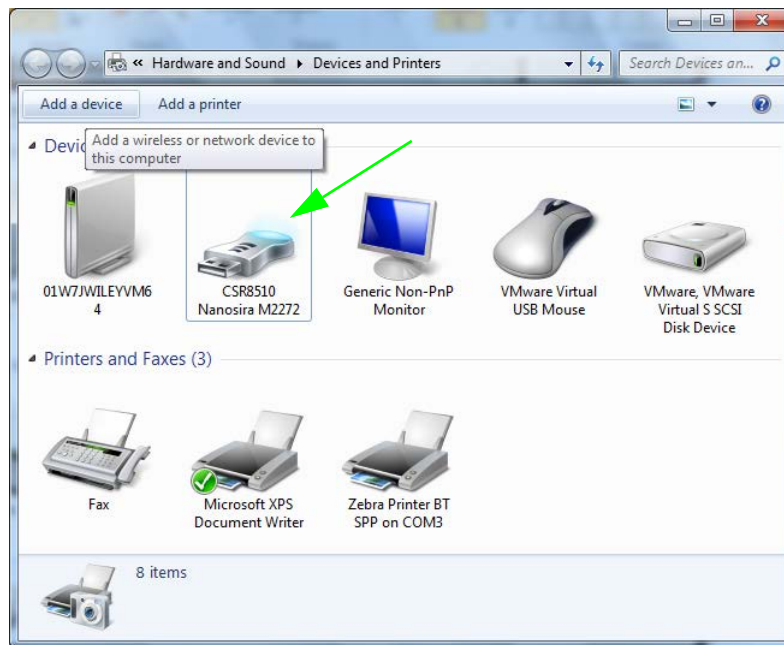 « Hardware and Sound ▸ Devices and Printers
Search Devices an...
Add a device
Add a printer
Devic
Add a wireless or network device to
this computer
01W7JWILEYVM6
4
CSR8510
Nanosira M2272
Generic Non-PnP
Monitor
VMware Virtual
USB Mouse
VMware, VMware
Virtual S SCSI
Disk Device
Printers and Faxes (3)
Fax
Microsoft XPS
Document Writer
Zebra Printer BT
SPP on COM3
8 items